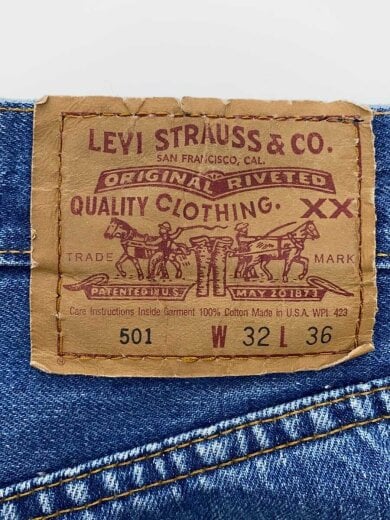 LEVI STRAUSS & CO.
SAN FRANCISCO, CAL.
ORIGINAL RIVETED
QUALITY CLOTHING. XX
TRADE MARK
PATENTED IN U.S. MAY 20 1873
Care Instructions Inside Garment 100% Cotton Made in U.S.A. WPL 423
501 W 32 L 36